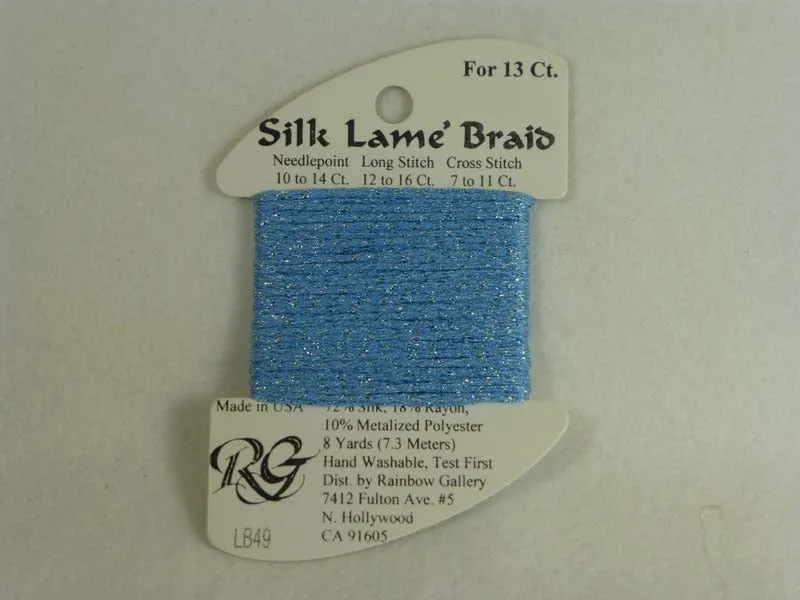 For 13 Ct.
Silk Lame' Braid
Needlepoint Long Stitch Cross Stitch
10 to 14 Ct. 12 to 16 Ct. 7 to 11 Ct.
Made in USA 72% Silk, 18% Rayon,
10% Metalized Polyester
8 Yards (7.3 Meters)
Hand Washable, Test First
Dist. by Rainbow Gallery
7412 Fulton Ave. #5
N. Hollywood
CA 91605
RG
LB49